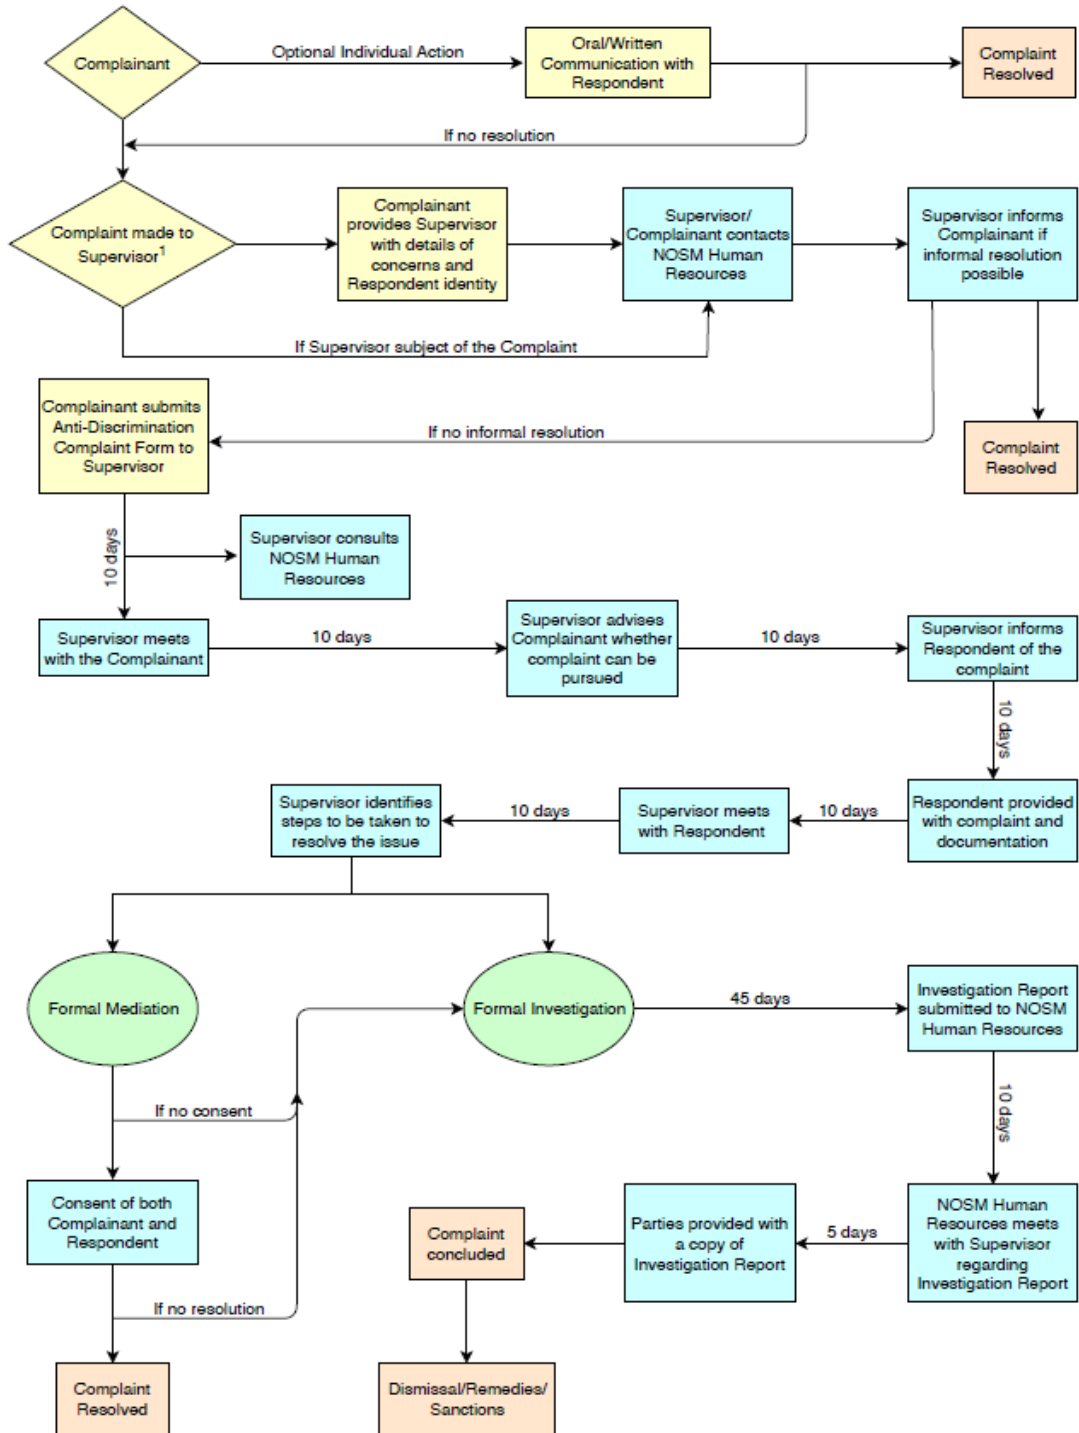 Complainant
Optional Individual Action
Oral/Written
Communication with
Respondent
Complaint
Resolved
If no resolution
Complaint made to
Supervisor1
Complainant
provides Supervisor
with details of
concerns and
Respondent identity
Supervisor/
Complainant contacts
NOSM Human
Resources
Supervisor informs
Complainant if
informal resolution
possible
If Supervisor subject of the Complaint
Complainant submits
Anti-Discrimination
Complaint Form to
Supervisor
If no informal resolution
Complaint
Resolved
10 days
Supervisor consults
NOSM Human
Resources
Supervisor meets
with the Complainant
10 days
Supervisor advises
Complainant whether
complaint can be
pursued
10 days
Supervisor informs
Respondent of the
complaint
10 days
Supervisor identifies
steps to be taken to
resolve the issue
10 days
Supervisor meets
with Respondent
10 days
Respondent provided
with complaint and
documentation
Formal Mediation
Formal Investigation
45 days
Investigation Report
submitted to NOSM
Human Resources
If no consent
10 days
Consent of both
Complainant and
Respondent
Complaint
concluded
Parties provided with
a copy of
Investigation Report
5 days
NOSM Human
Resources meets
with Supervisor
regarding
Investigation Report
If no resolution
Complaint
Resolved
Dismissal/Remedies/
Sanctions